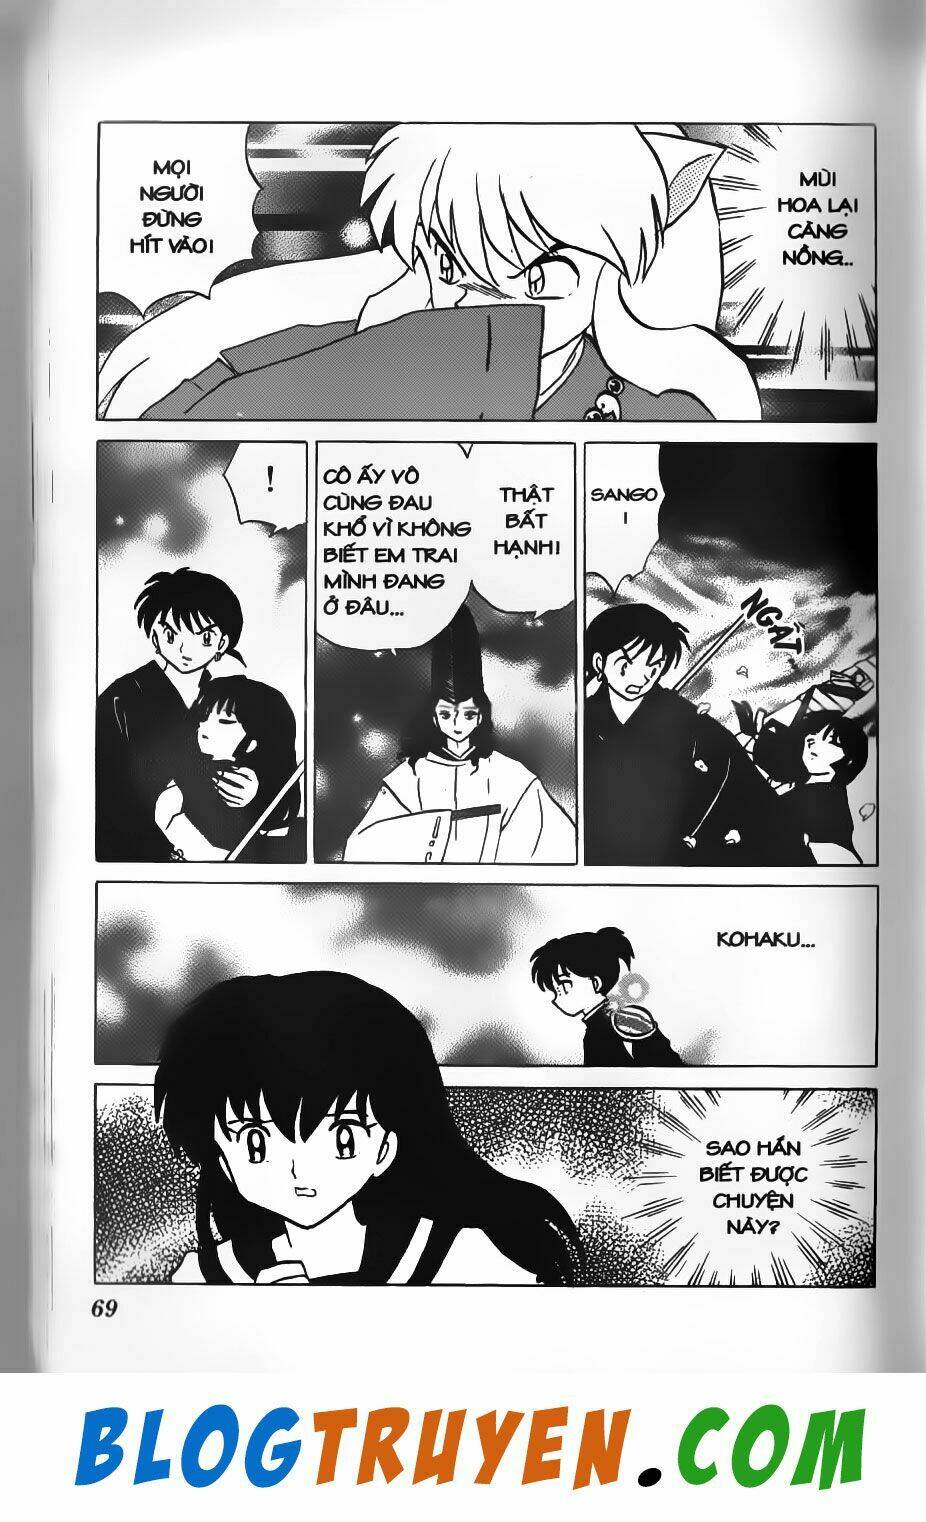 MÙI
HOA LẠI
CÀNG
NỒNG...
MỌI
NGƯỜI
ĐỪNG
HÍT VÀO!
SANGO
!
NGẤT
THẬT
BẤT
HẠNH!
CÔ ẤY VÔ
CÙNG ĐAU
KHỔ VÌ KHÔNG
BIẾT EM TRAI
MÌNH ĐANG
Ở ĐÂU...
!
KOHAKU...
SAO HẮN
BIẾT ĐƯỢC
CHUYỆN
NÀY?
69
BLOGTRUYEN.COM